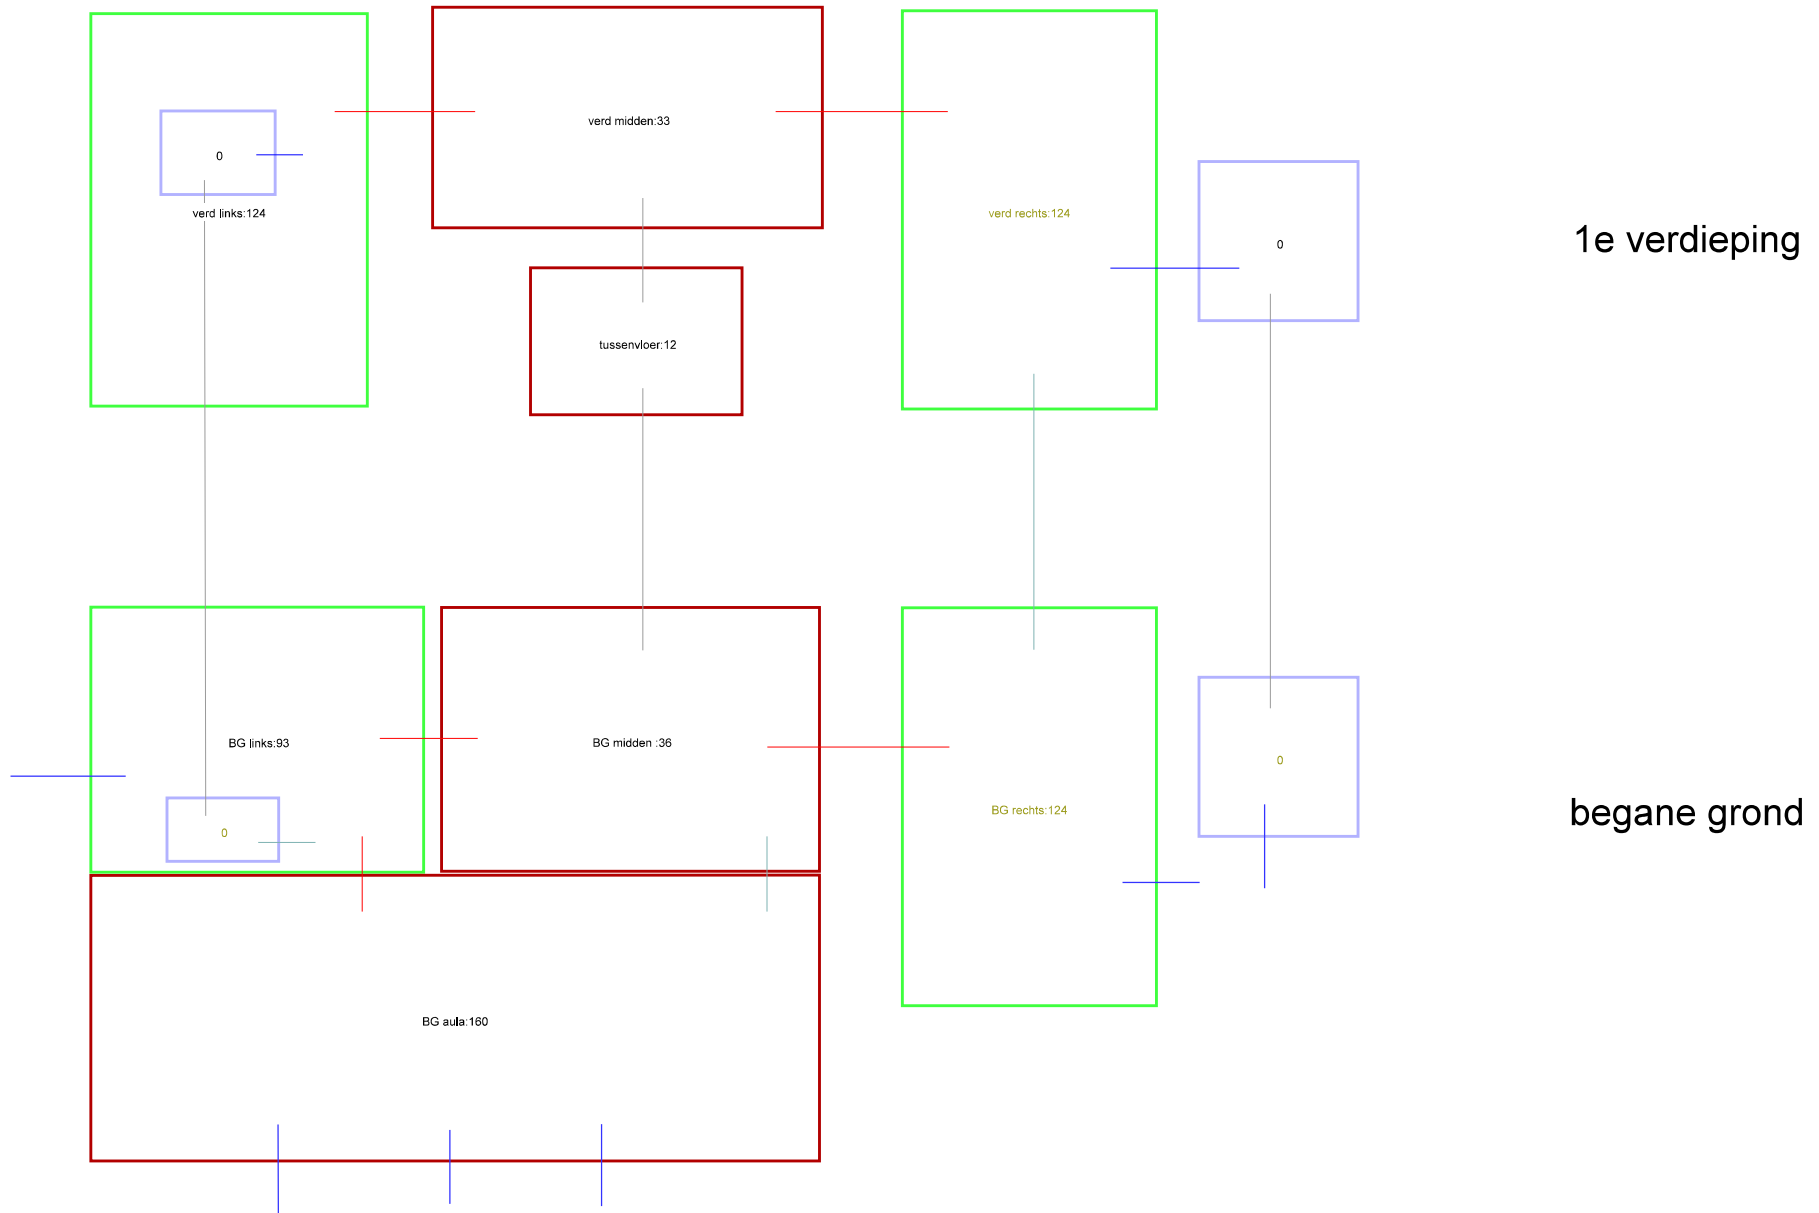 verd midden:33
0
verd links:124
verd rechts:124
0
1e verdieping
tussenvloer:12
BG links:93
BG midden :36
0
BG rechts:124
begane grond
0
BG aula:160